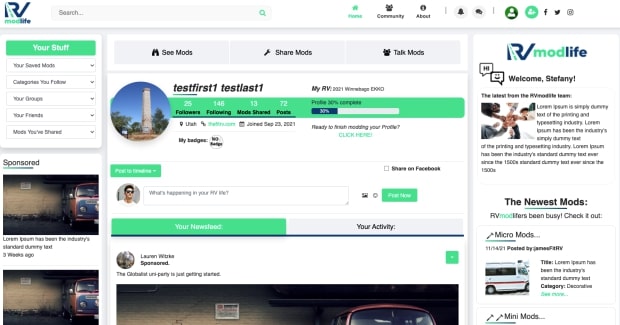 RV
modlife
Search
Home
Community
About
Your Stuff
Your Saved Mods
Categories You Follow
Your Groups
Your Friends
Mods You've Shared
Sponsored
Lorem Ipsum has been the industry's
standard dummy text
3 Weeks ago
See Mods
Share Mods
Talk Mods
testfirst1 testlast1
25
148
13
72
Followers
Following
Mods Shared
Posts
Utah
thefitrv.com
Joined Sep 23, 2021
My badges:
No
Badge
My RV: 2021 Winnebago EKKO
Profile 30% complete
30%
Ready to finish modding your Profile?
CLICK HERE!
Post to timeline
Share on Facebook
What's happening in your RV life?
Post Now
Your Newsfeed:
Your Activity:
Lauren Witzke
Sponsored.
The Globalist uni-party is just getting started.
RVmodlife
HI
Welcome, Stefany!
The latest from the RVmodlife team:
Lorem Ipsum is simply dummy
text of the printing and
typesetting industry. Lorem
Ipsum has been the industry's
standard dummy text ever
since the 1500s simply dummy text
of the printing and typesetting industry. Lorem
Ipsum has been the industry's standard dummy text ever
since the 1500s standard dummy text ever since the
1500s
The Newest Mods:
RVmodlifers been busy! Check it out:
Micro Mods...
11/14/21 Posted by:jamesFitRV
Title: Lorem Ipsum has
been the industry's
standard dummy
Category: Decorative
See more...
Mini Mods...